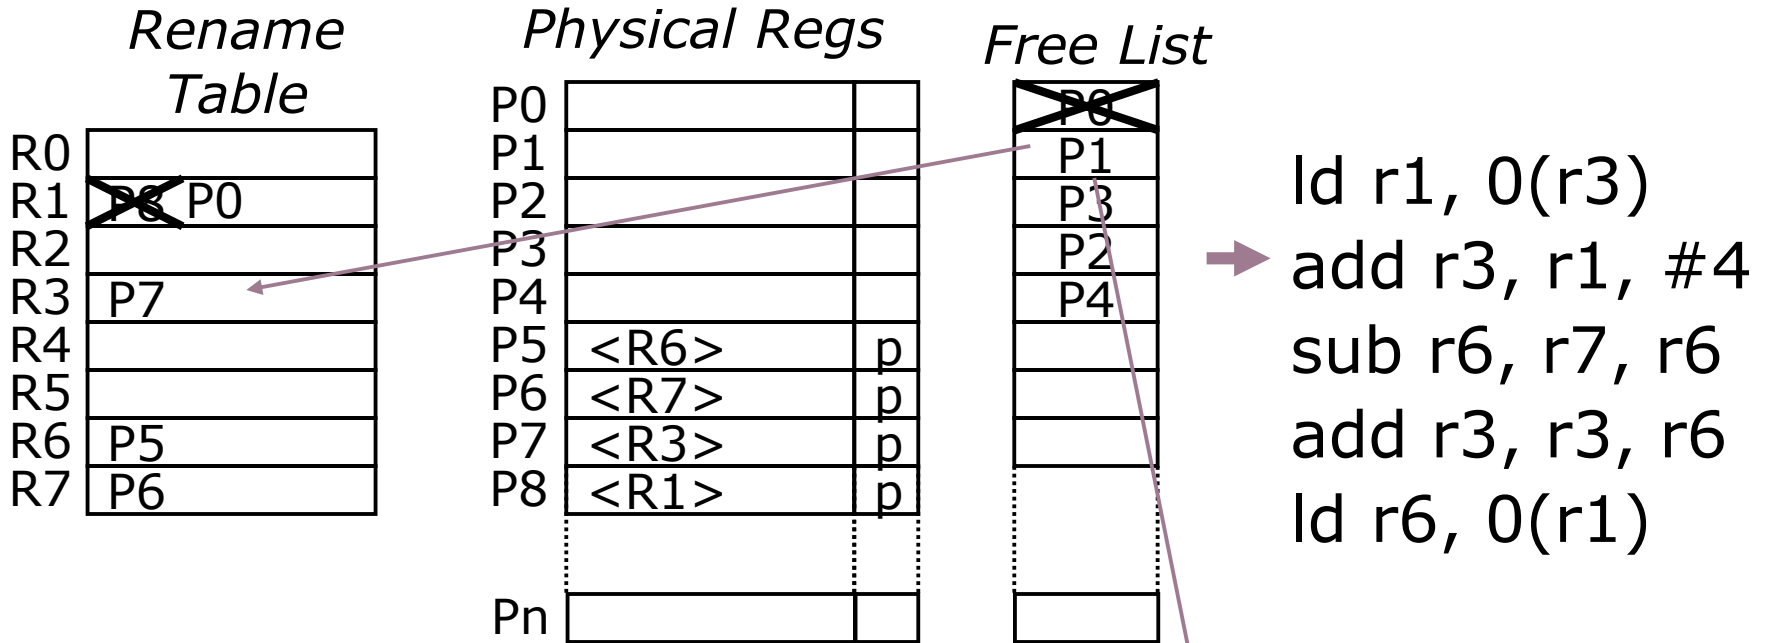 Rename
Table
R0
R1 P8 P0
R2
R3 P7
R4
R5
R6 P5
R7 P6
Physical Regs
P0
P1
P2
P3
P4
P5 <R6> p
P6 <R7> p
P7 <R3> p
P8 <R1> p
Pn
Free List
P0
P1
P3
P2
P4
ld r1, 0(r3)
add r3, r1, #4
sub r6, r7, r6
add r3, r3, r6
ld r6, 0(r1)